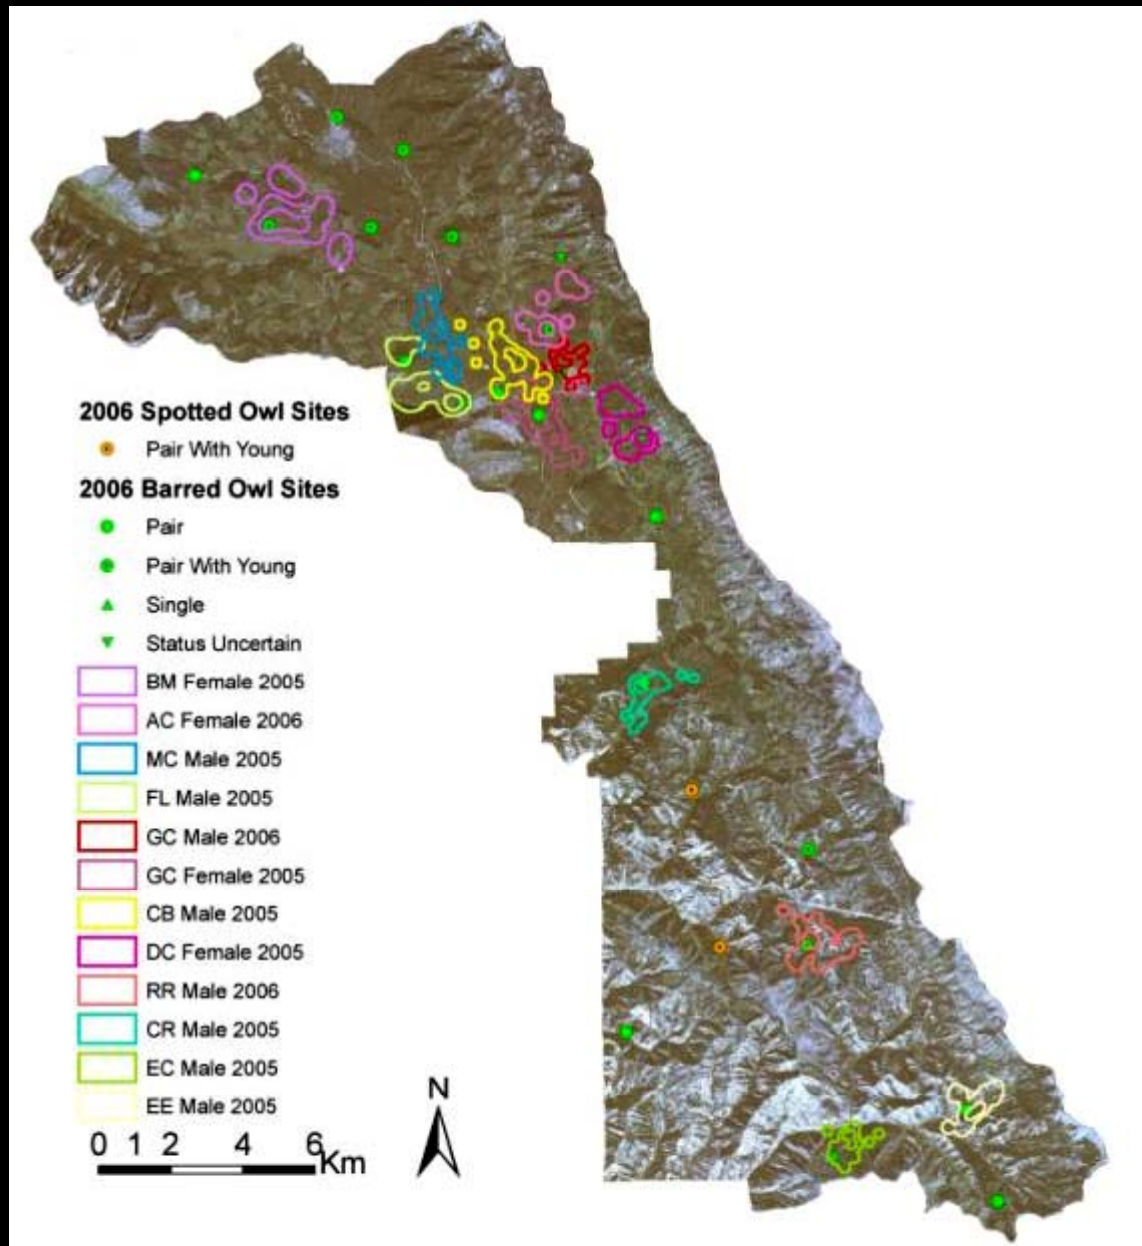 2006 Spotted Owl Sites
Pair With Young
2006 Barred Owl Sites
Pair
Pair With Young
Single
Status Uncertain
BM Female 2005
AC Female 2006
MC Male 2005
FL Male 2005
GC Male 2006
GC Female 2005
CB Male 2005
DC Female 2005
RR Male 2006
CR Male 2005
EC Male 2005
EE Male 2005
N
0 1 2 4 6 Km